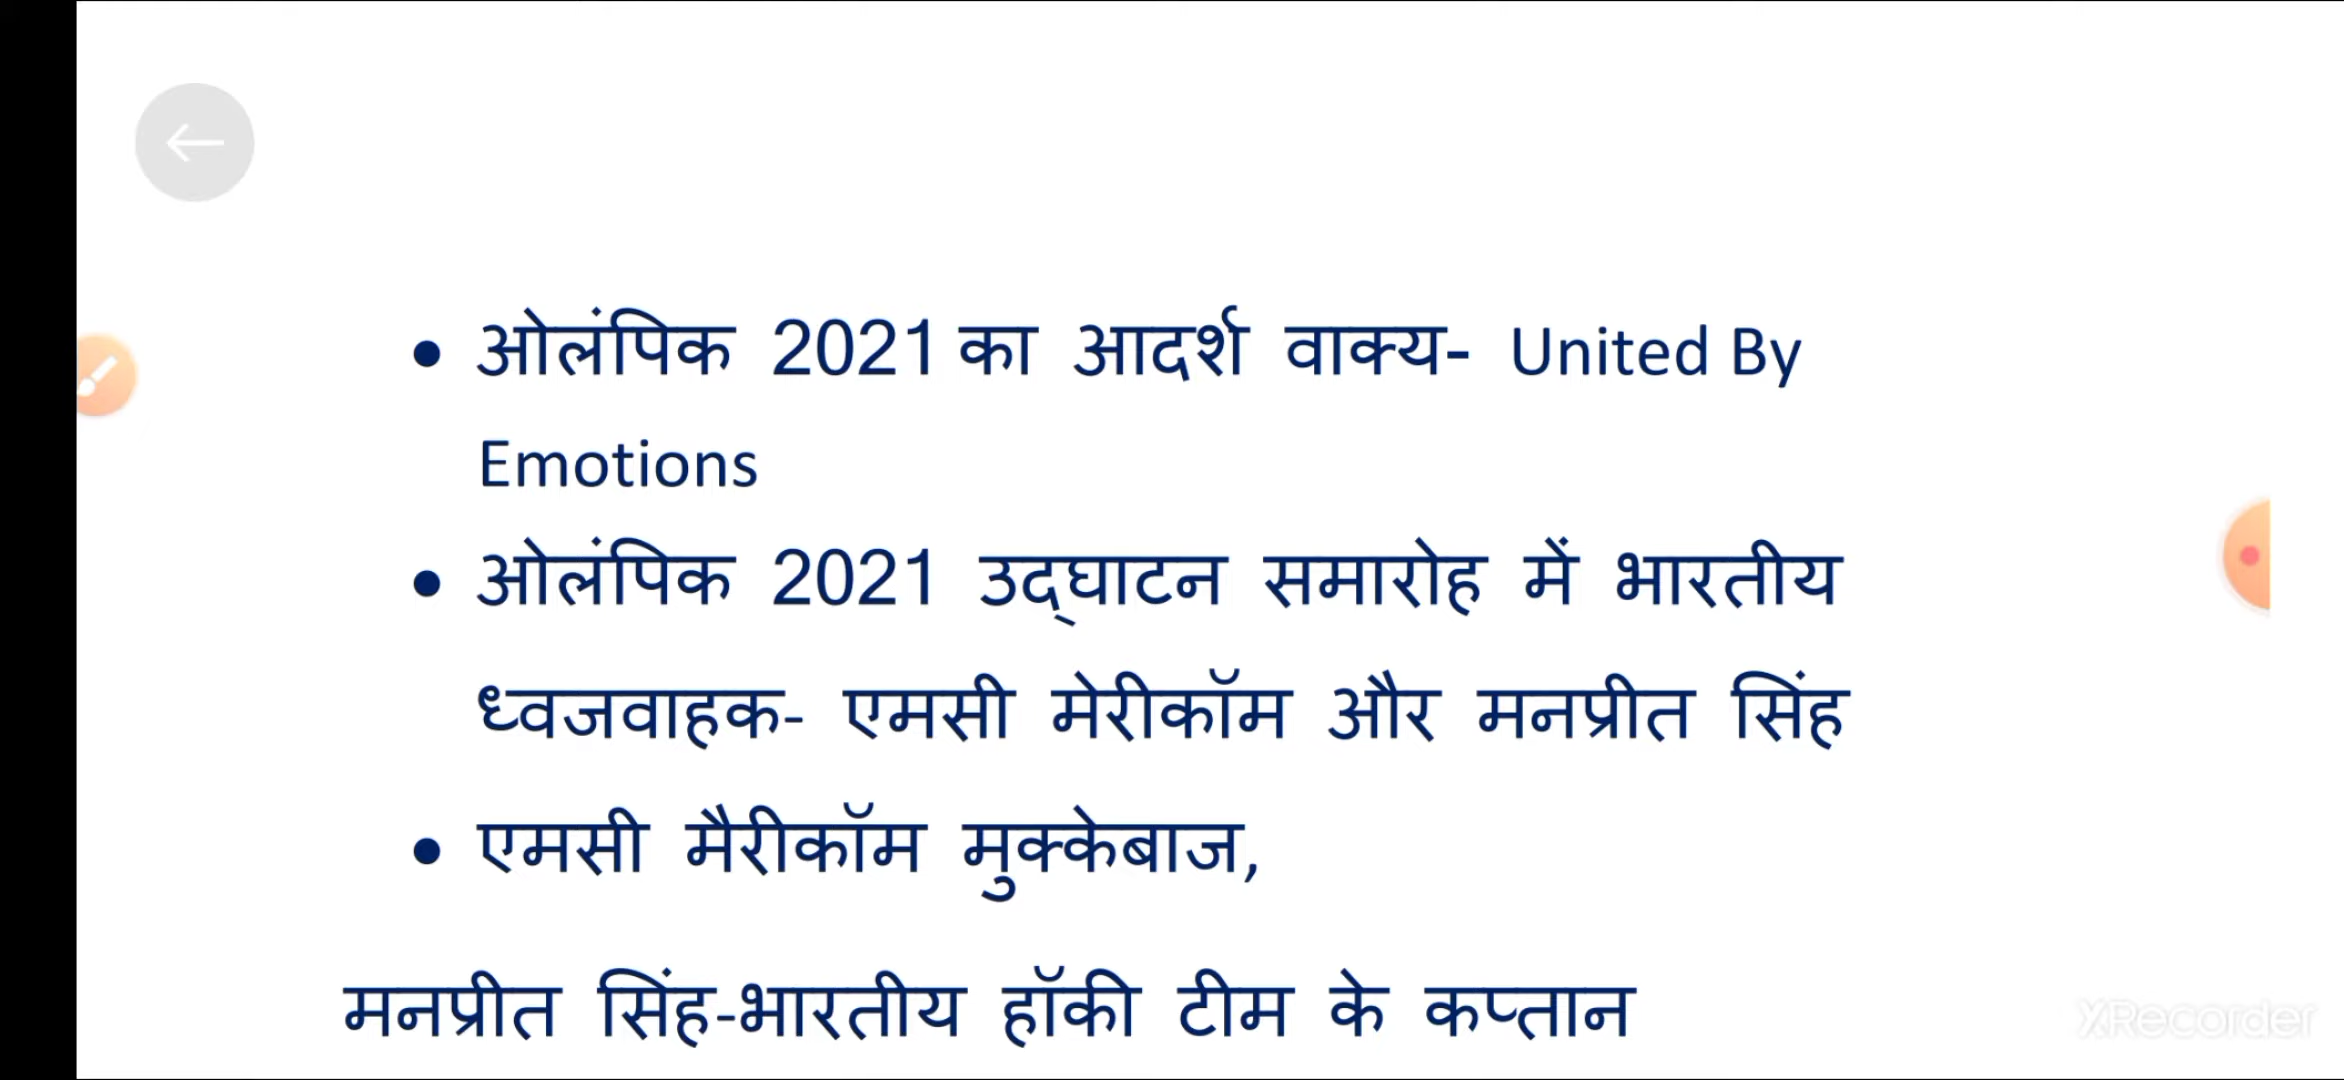 • ओलंपिक 2021 का आदर्श वाक्य- United By
Emotions
• ओलंपिक 2021 उद्घाटन समारोह में भारतीय
ध्वजवाहक- एमसी मेरीकॉम और मनप्रीत सिंह
• एमसी मैरीकॉम मुक्केबाज,
मनप्रीत सिंह-भारतीय हॉकी टीम के कप्तान
XRecorder